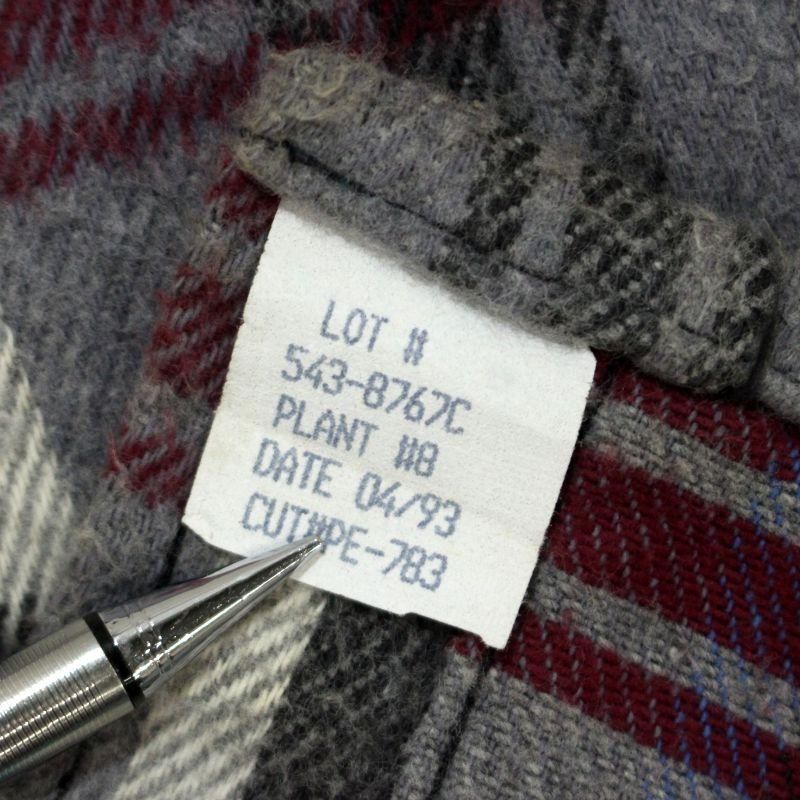 LOT #
543-8767C
PLANT #8
DATE 04/93
CUT#PE-783